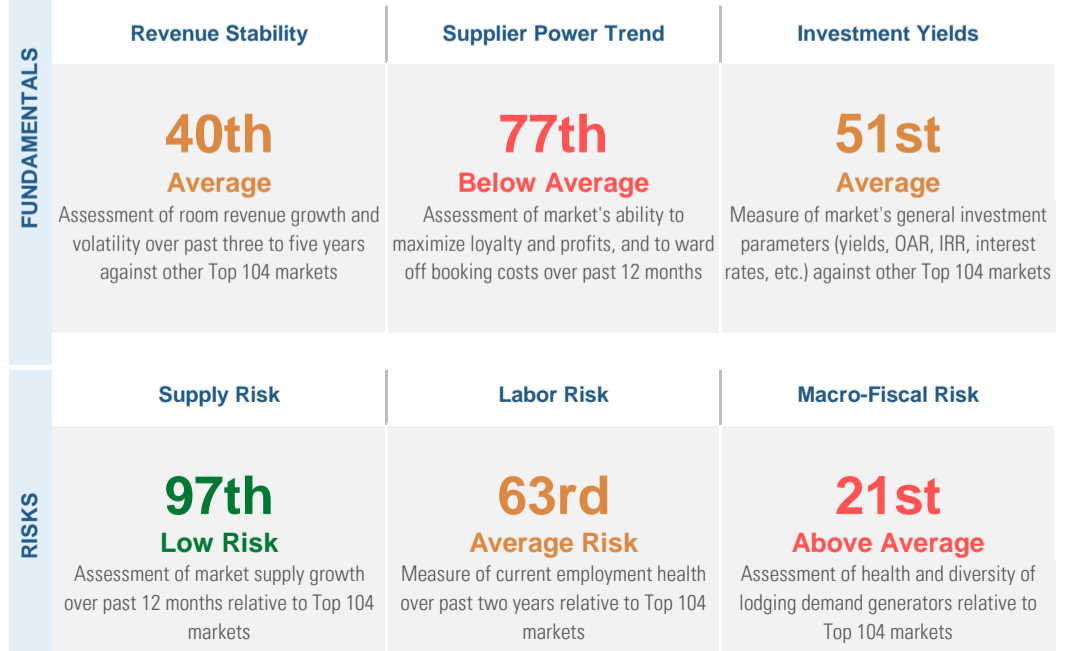 FUNDAMENTALS
Revenue Stability
40th
Average
Assessment of room revenue growth and
volatility over past three to five years
against other Top 104 markets
Supplier Power Trend
77th
Below Average
Assessment of market's ability to
maximize loyalty and profits, and to ward
off booking costs over past 12 months
Investment Yields
51st
Average
Measure of market's general investment
parameters (yields, OAR, IRR, interest
rates, etc.) against other Top 104 markets
RISKS
Supply Risk
97th
Low Risk
Assessment of market supply growth
over past 12 months relative to Top 104
markets
Labor Risk
63rd
Average Risk
Measure of current employment health
over past two years relative to Top 104
markets
Macro-Fiscal Risk
21st
Above Average
Assessment of health and diversity of
lodging demand generators relative to
Top 104 markets